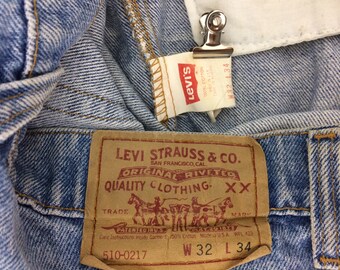 LEVI'S
LEVI STRAUSS & CO.
SAN FRANCISCO, CAL.
ORIGINAL RIVETED
QUALITY CLOTHING XX
TRADE MARK
510-0217 W 32 L 34